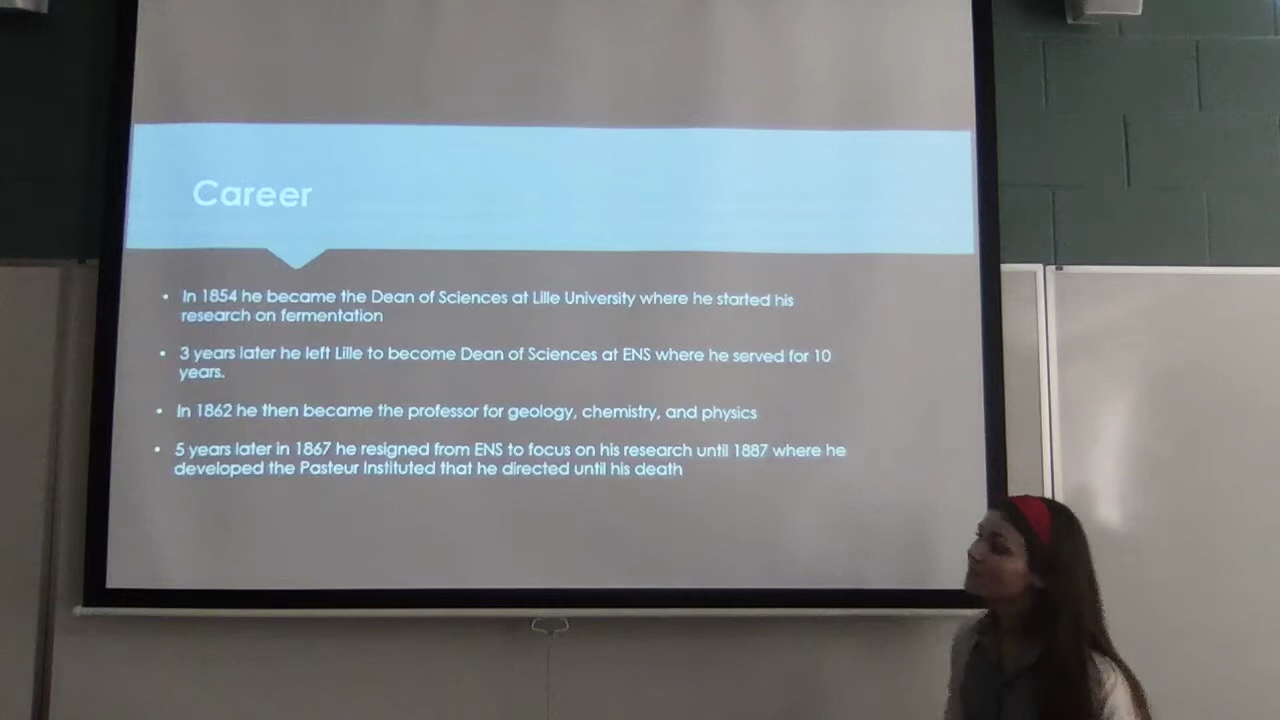 Career
• In 1854 he became the Dean of Sciences at Lille University where he started his
research on fermentation
• 3 years later he left Lille to become Dean of Sciences at ENS where he served for 10
years.
• In 1862 he then became the professor for geology, chemistry, and physics
• 5 years later in 1867 he resigned from ENS to focus on his research until 1887 where he
developed the Pasteur Instituted that he directed until his death